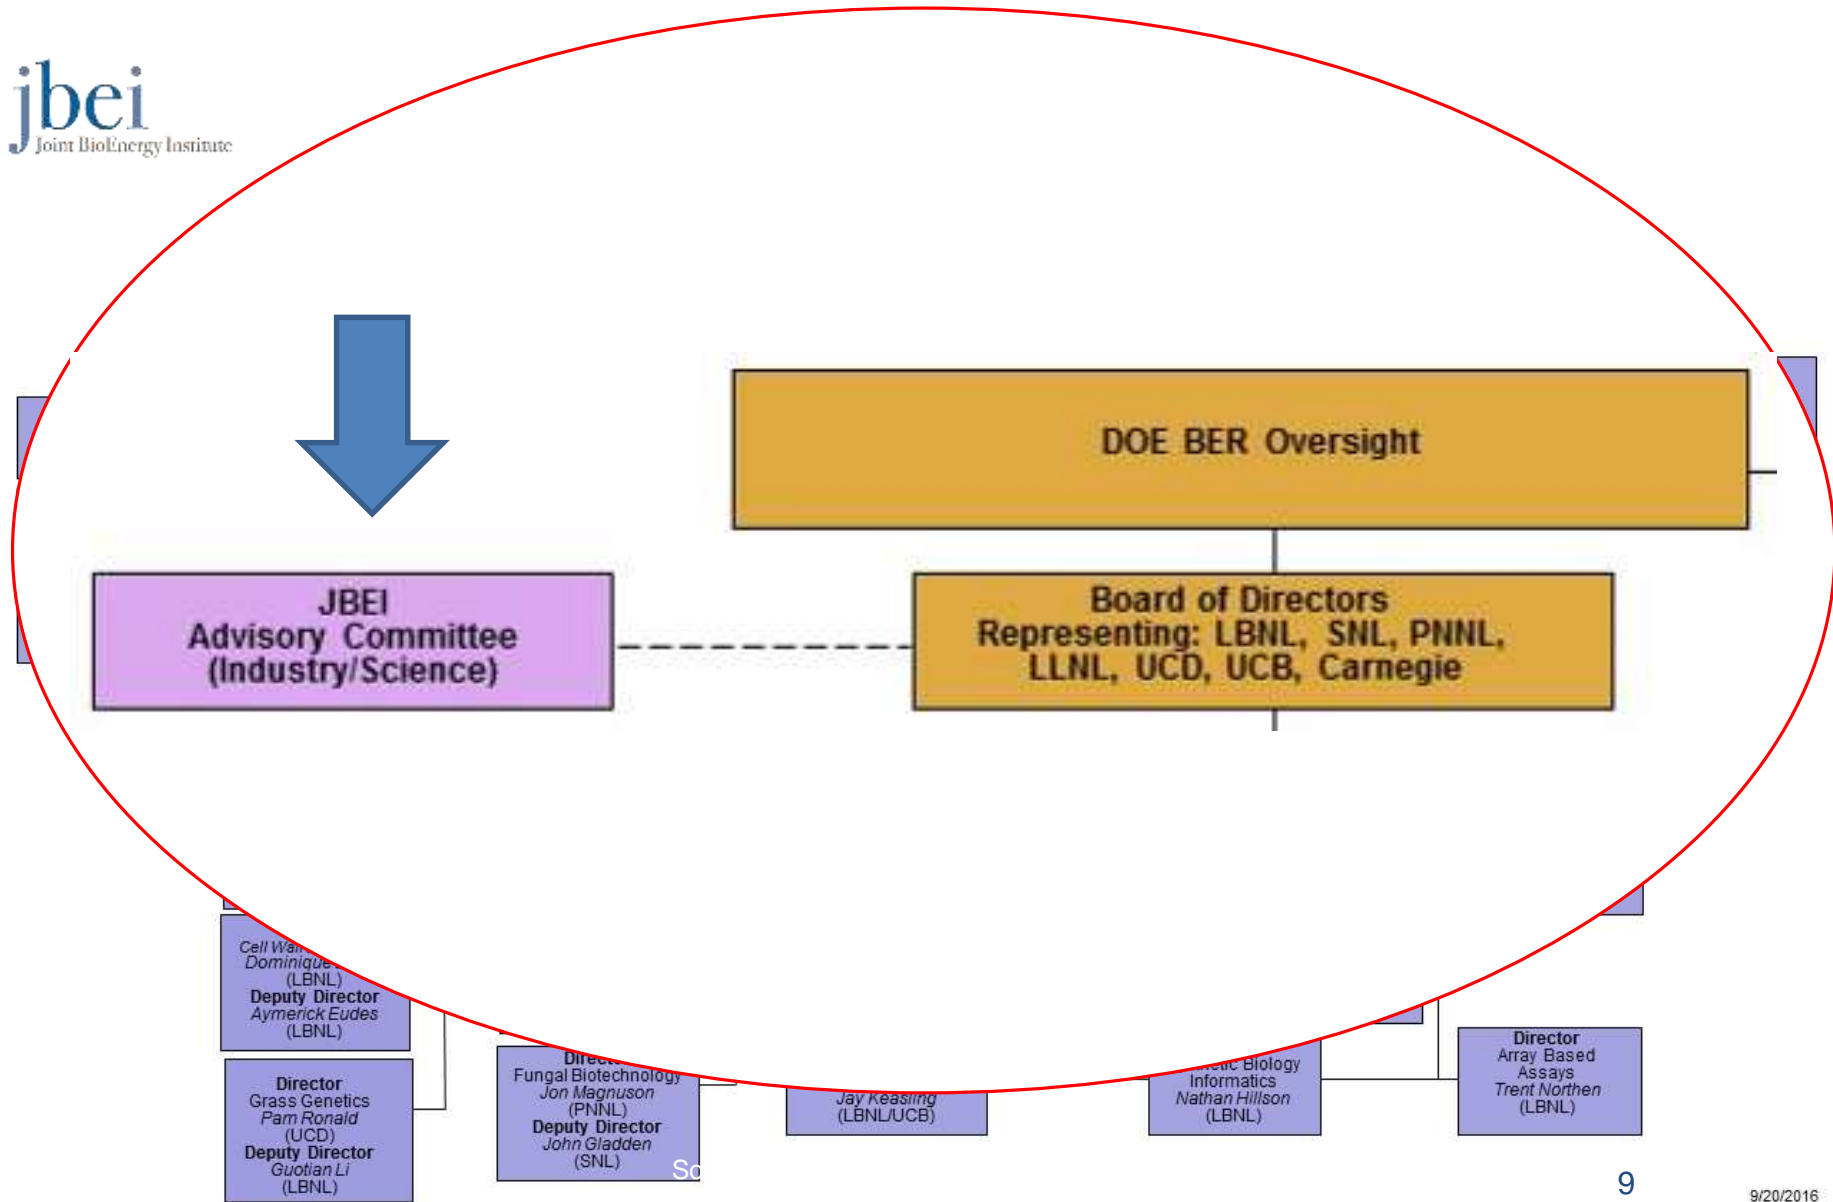 jbei
Joint BioEnergy Institute
DOE BER Oversight
JBEI
Advisory Committee
(Industry/Science)
Board of Directors
Representing: LBNL, SNL, PNNL,
LLNL, UCD, UCB, Carnegie
Cell
Dominique
(LBNL)
Deputy Director
Aymerick Eudes
(LBNL)
Director
Grass Genetics
Pam Ronald
(UCD)
Deputy Director
Guotian Li
(LBNL)
Fungal Biotechnology
Jon Magnuson
(PNNL)
Deputy Director
John Gladden
(SNL)
Jay Keasling
(LBNL/UCB)
Biology
Informatics
Nathan Hillson
(LBNL)
Director
Array Based
Assays
Trent Northen
(LBNL)
9
9/20/2016